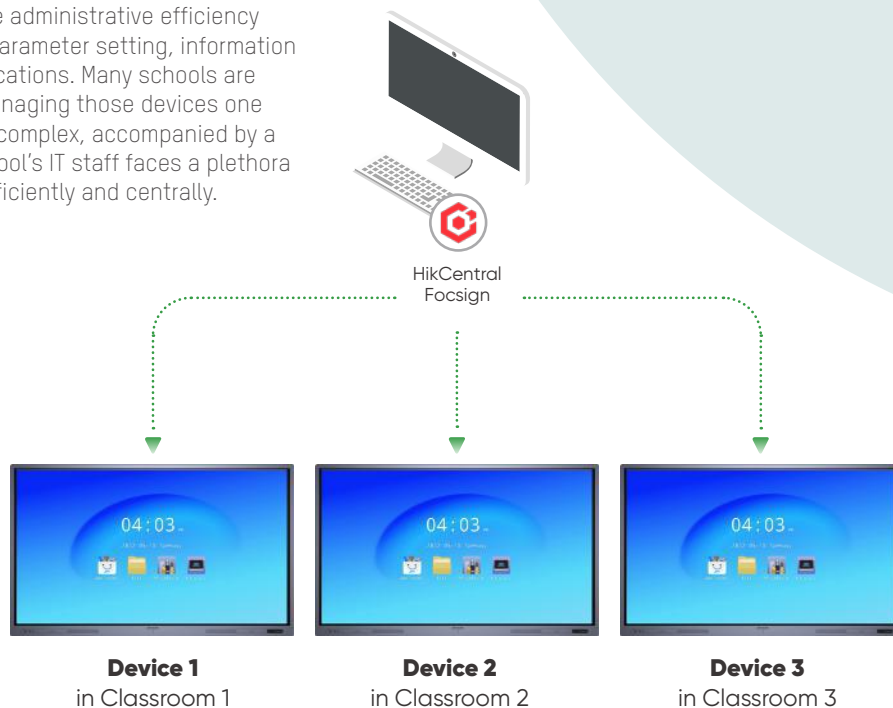 e administrative efficiency
arameter setting, information
cations. Many schools are
naging those devices one
complex, accompanied by a
ool's IT staff faces a plethora
ficiently and centrally.
HikCentral
Focsign
04:03
04:03
04:03
Device 1
in Classroom 1
Device 2
in Classroom 2
Device 3
in Classroom 3